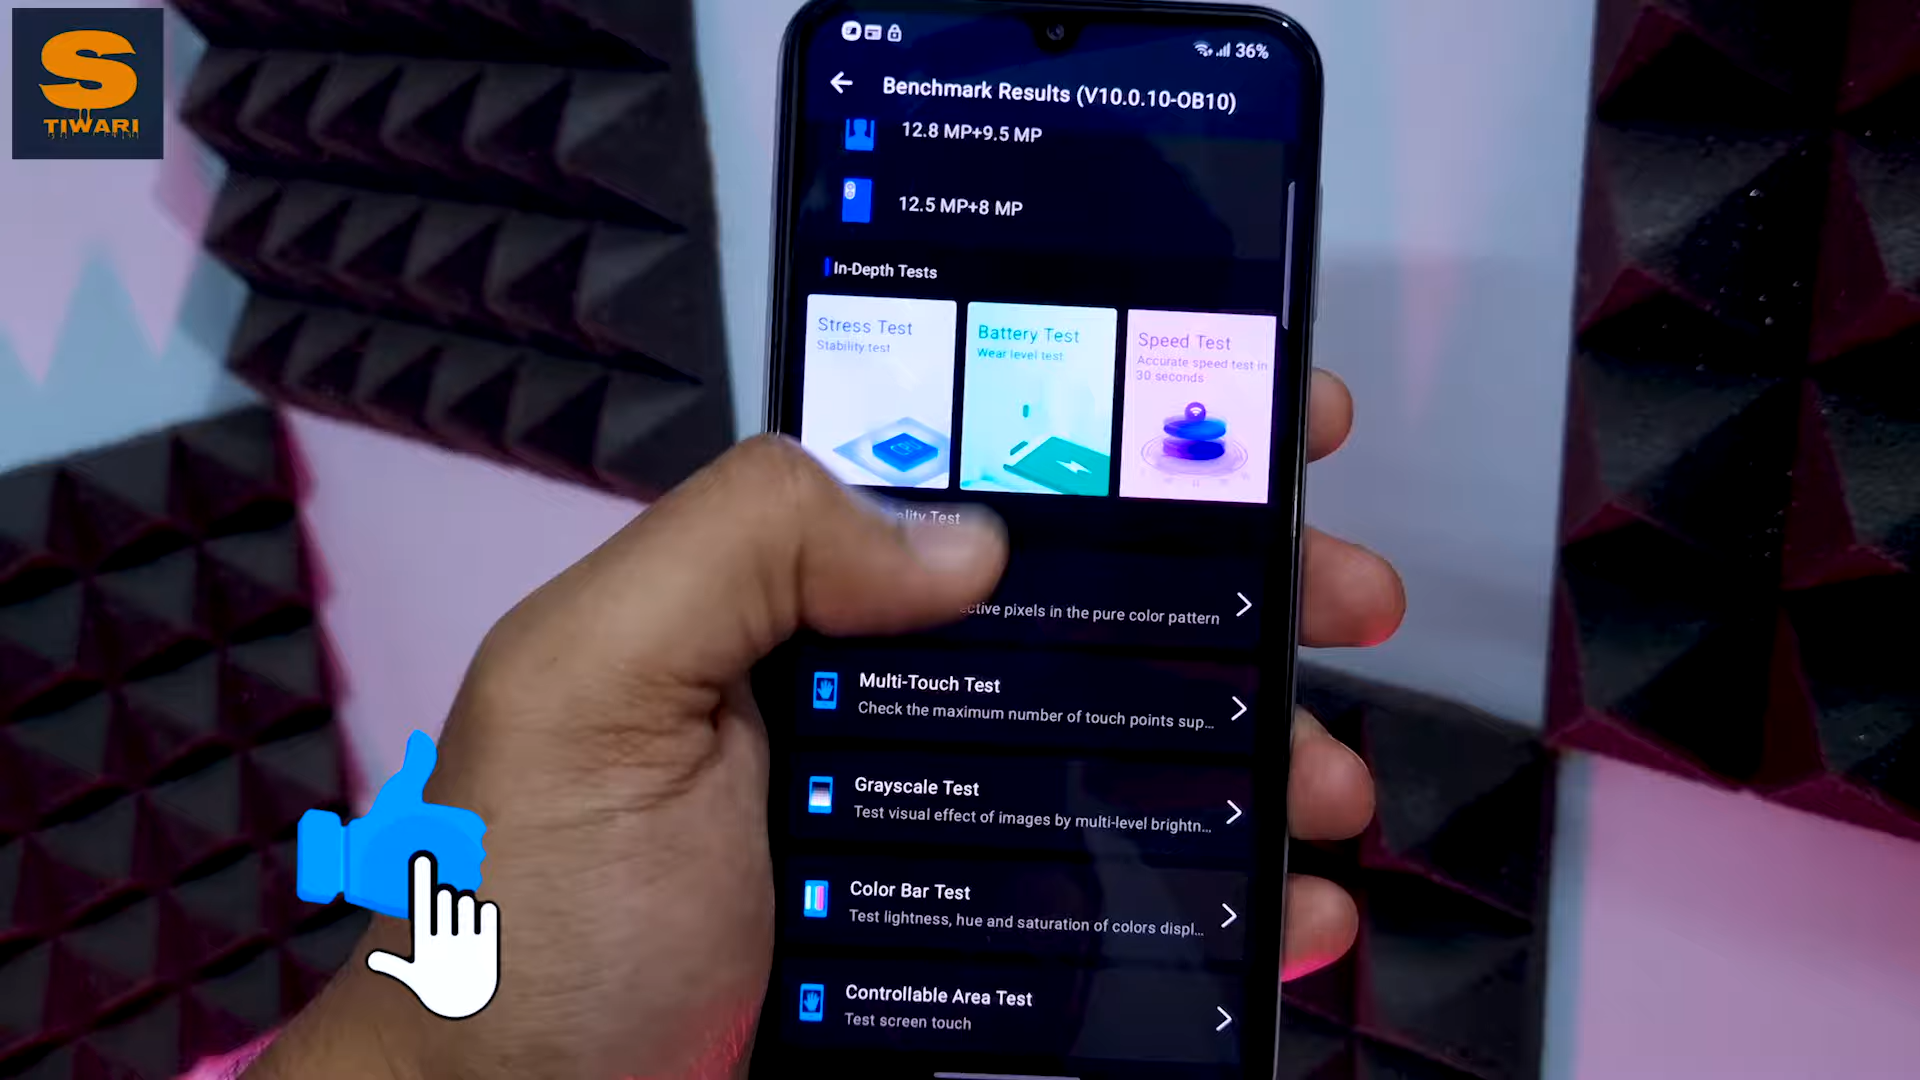 S
TIWARI
36%
Benchmark Results (V10.0.10-OB10)
12.8 MP+9.5 MP
12.5 MP+8 MP
In-Depth Tests
Stress Test
Stability test
Battery Test
Wear level test
Speed Test
Accurate speed test in
30 seconds
Test
pixels in the pure color pattern
Multi-Touch Test
Check the maximum number of touch points sup...
Grayscale Test
Test visual effect of images by multi-level brightn...
Color Bar Test
Test lightness, hue and saturation of colors displ...
Controllable Area Test
Test screen touch